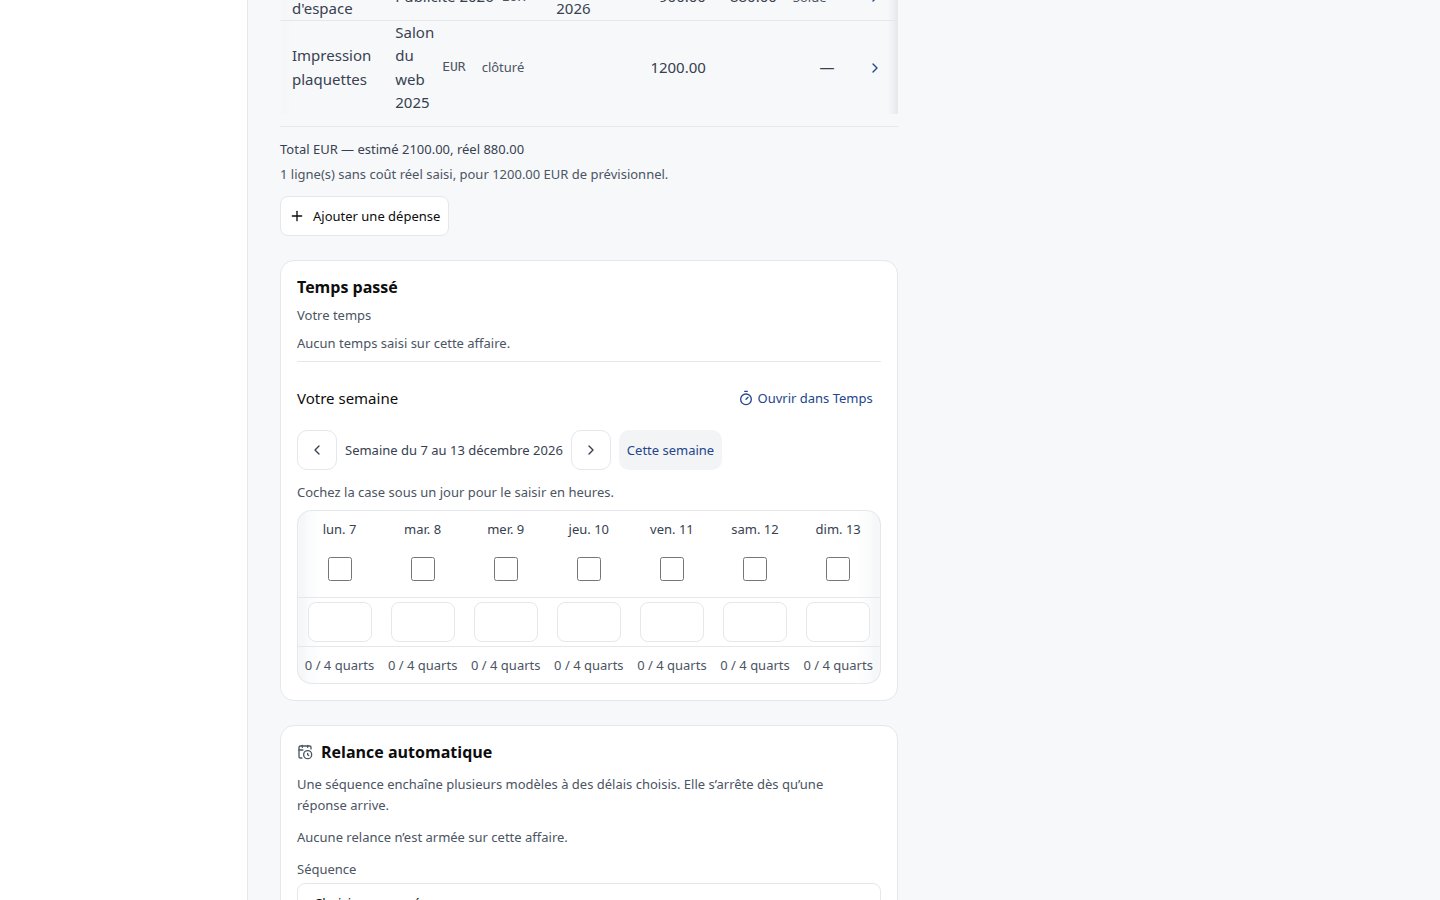 d'espace
2026
Impression plaquettes
Salon du web 2025
EUR
clôturé
1200.00
—
Total EUR — estimé 2100.00, réel 880.00
1 ligne(s) sans coût réel saisi, pour 1200.00 EUR de prévisionnel.
Ajouter une dépense
Temps passé
Votre temps
Aucun temps saisi sur cette affaire.
Votre semaine
Ouvrir dans Temps
Semaine du 7 au 13 décembre 2026
Cette semaine
Cochez la case sous un jour pour le saisir en heures.
lun. 7 mar. 8 mer. 9 jeu. 10 ven. 11 sam. 12 dim. 13
0 / 4 quarts 0 / 4 quarts 0 / 4 quarts 0 / 4 quarts 0 / 4 quarts 0 / 4 quarts 0 / 4 quarts
Relance automatique
Une séquence enchaîne plusieurs modèles à des délais choisis. Elle s’arrête dès qu’une
réponse arrive.
Aucune relance n’est armée sur cette affaire.
Séquence